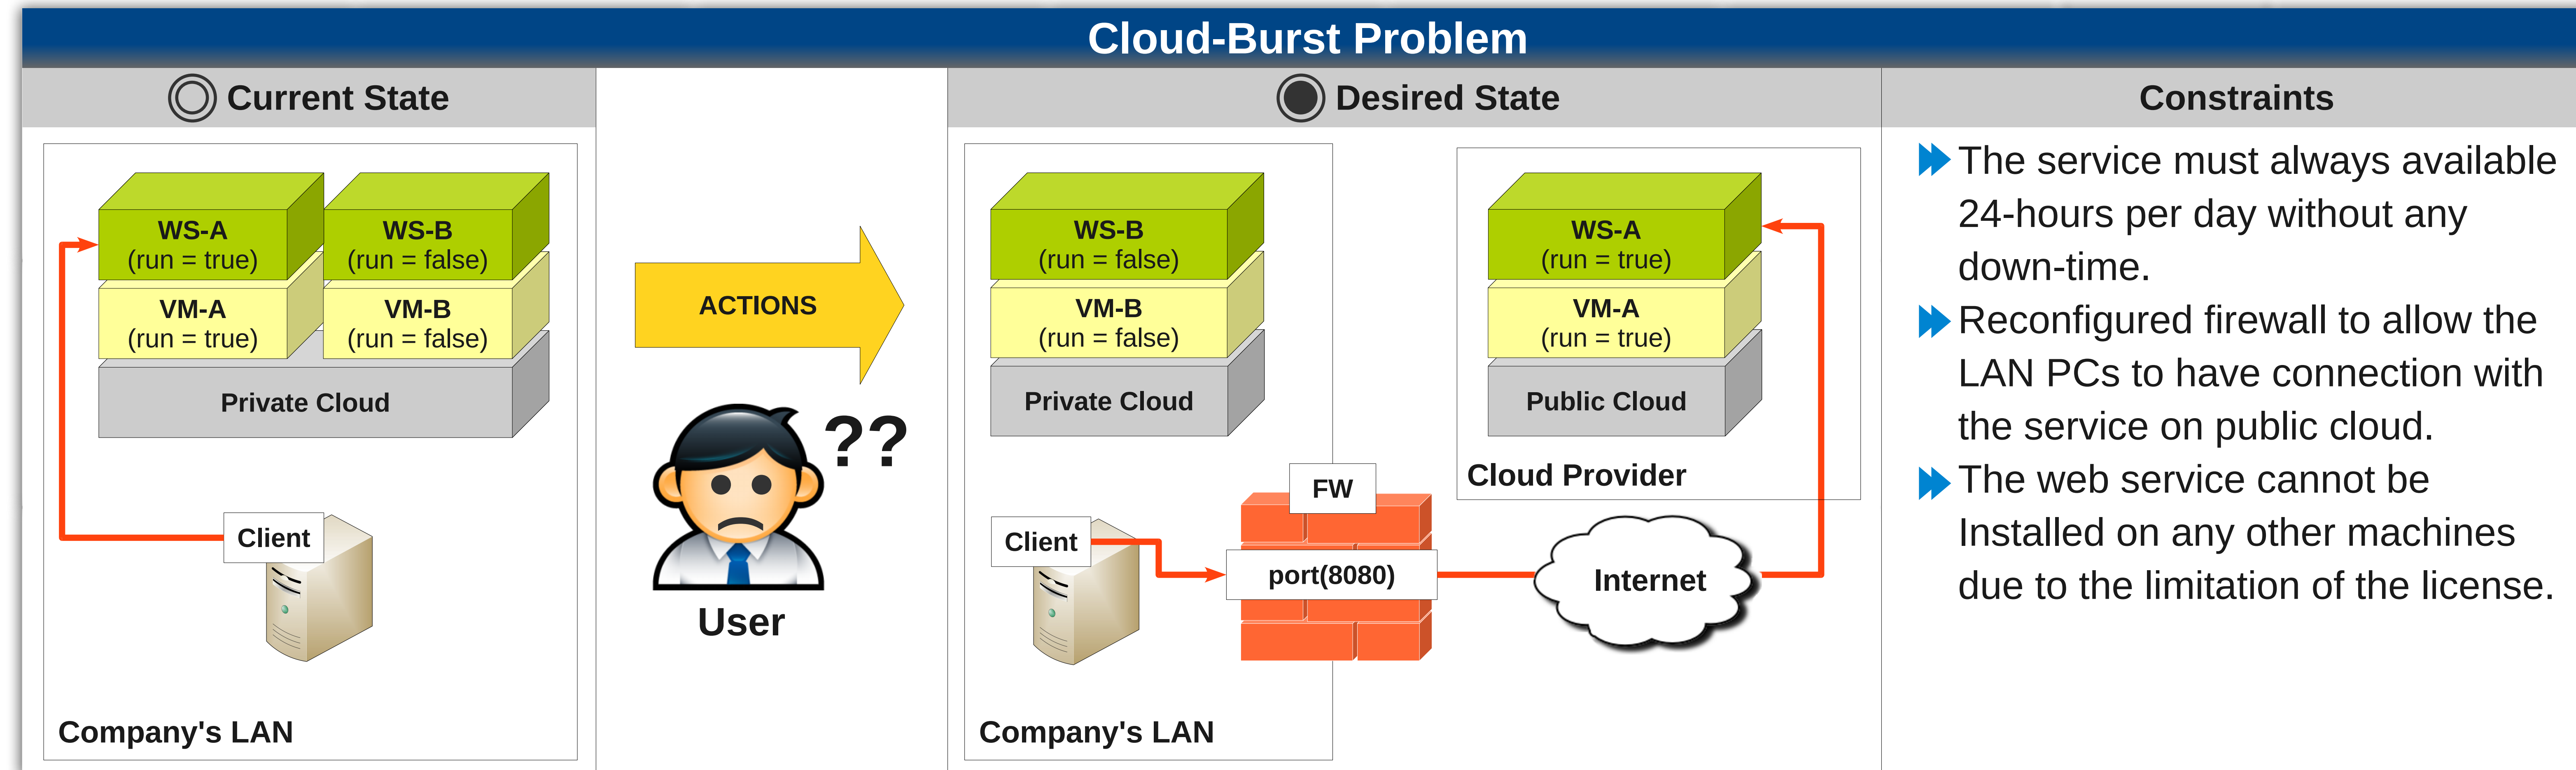 Cloud-Burst Problem
Current State
WS-A
(run = true)
WS-B
(run = false)
VM-A
(run = true)
VM-B
(run = false)
Private Cloud
Client
Company's LAN
ACTIONS
??
User
Desired State
WS-B
(run = false)
VM-B
(run = false)
Private Cloud
WS-A
(run = true)
VM-A
(run = true)
Public Cloud
Cloud Provider
FW
Client
port(8080)
Internet
Company's LAN
Constraints
The service must always available
24-hours per day without any
down-time.
Reconfigured firewall to allow the
LAN PCs to have connection with
the service on public cloud.
The web service cannot be
Installed on any other machines
due to the limitation of the license.